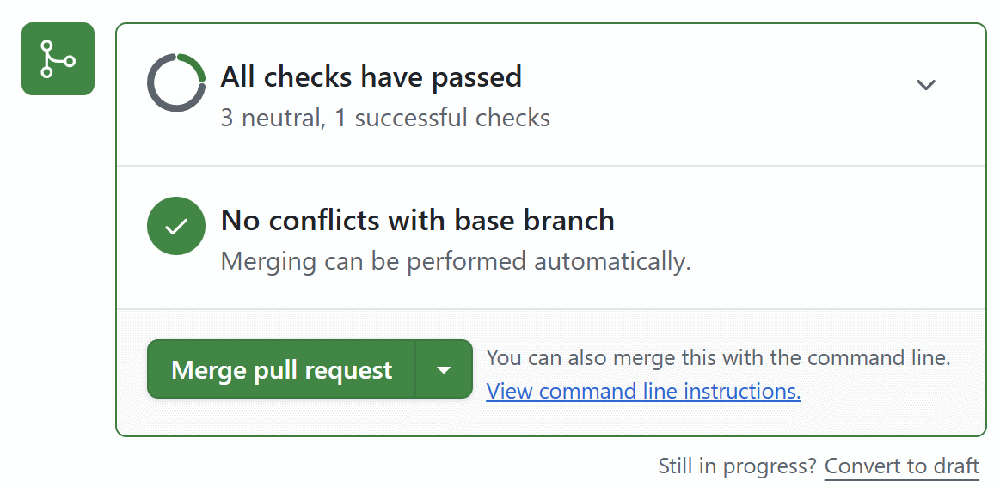 All checks have passed
3 neutral, 1 successful checks
No conflicts with base branch
Merging can be performed automatically.
Merge pull request
You can also merge this with the command line.
View command line instructions.
Still in progress? Convert to draft